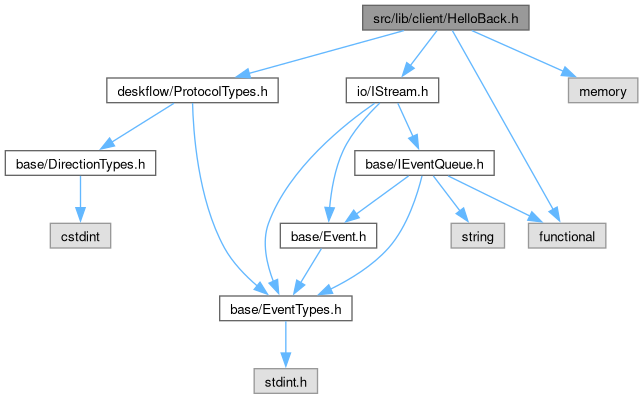 src/lib/client/HelloBack.h
deskflow/ProtocolTypes.h
io/IStream.h
memory
base/DirectionTypes.h
base/IEventQueue.h
cstdint
base/Event.h
string
functional
base/EventTypes.h
stdint.h